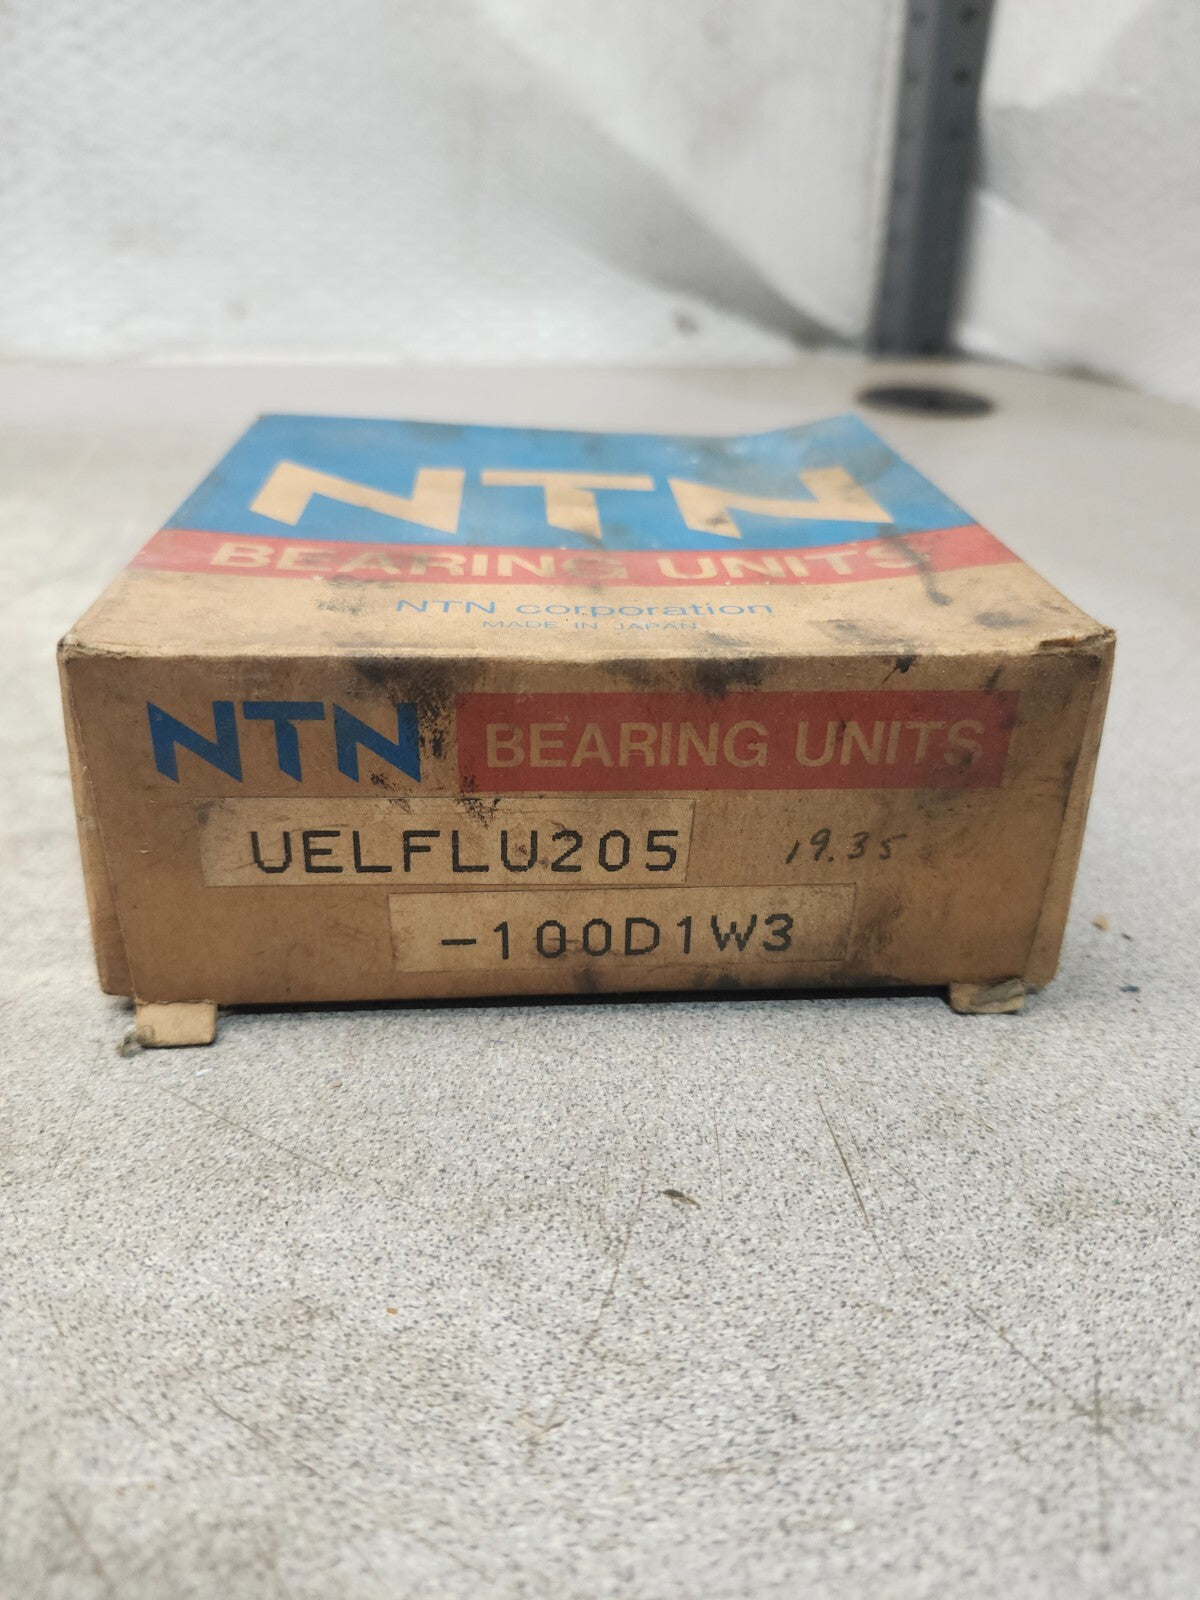 NTN
BEARING UNITS
NTN corporation
MADE IN JAPAN
NTN BEARING UNITS
UELFLU205 19.35
-100D1W3